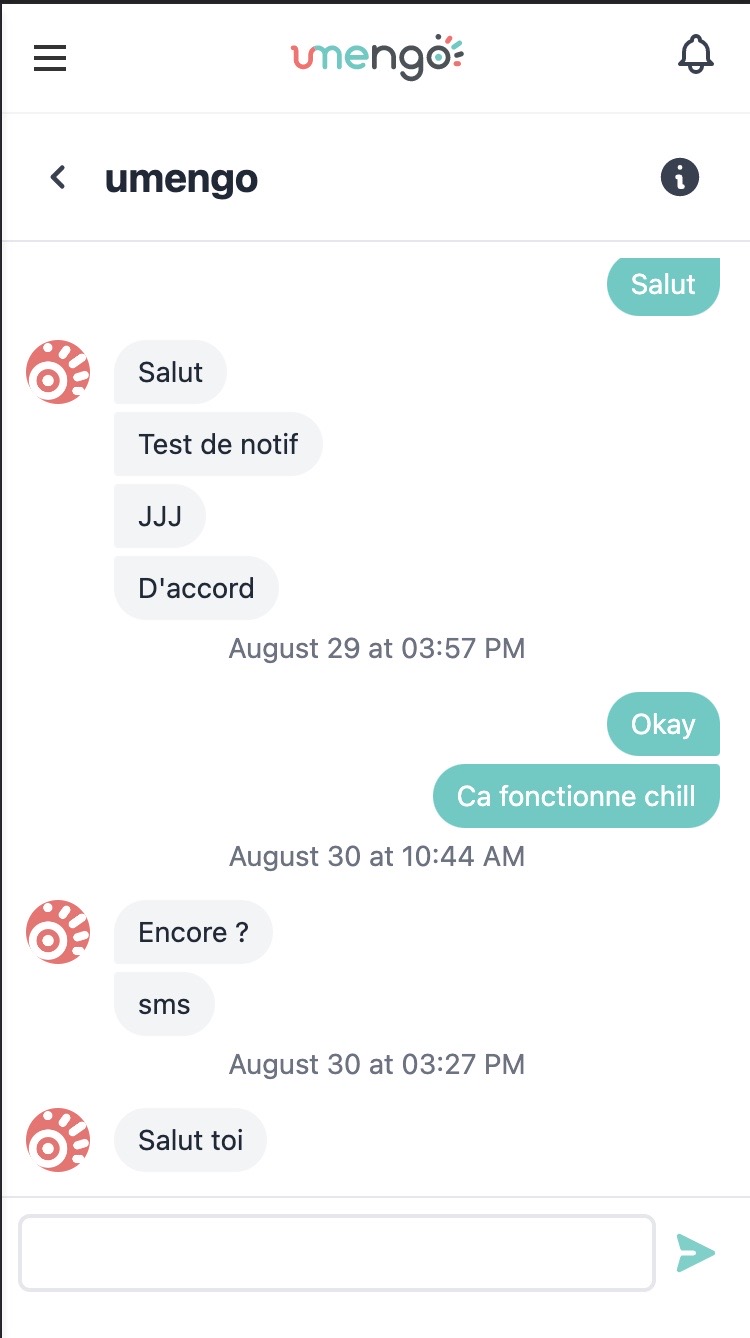 umengo
umengo
Salut
Salut
Test de notif
JJJ
D'accord
August 29 at 03:57 PM
Okay
Ca fonctionne chill
August 30 at 10:44 AM
Encore ?
sms
August 30 at 03:27 PM
Salut toi